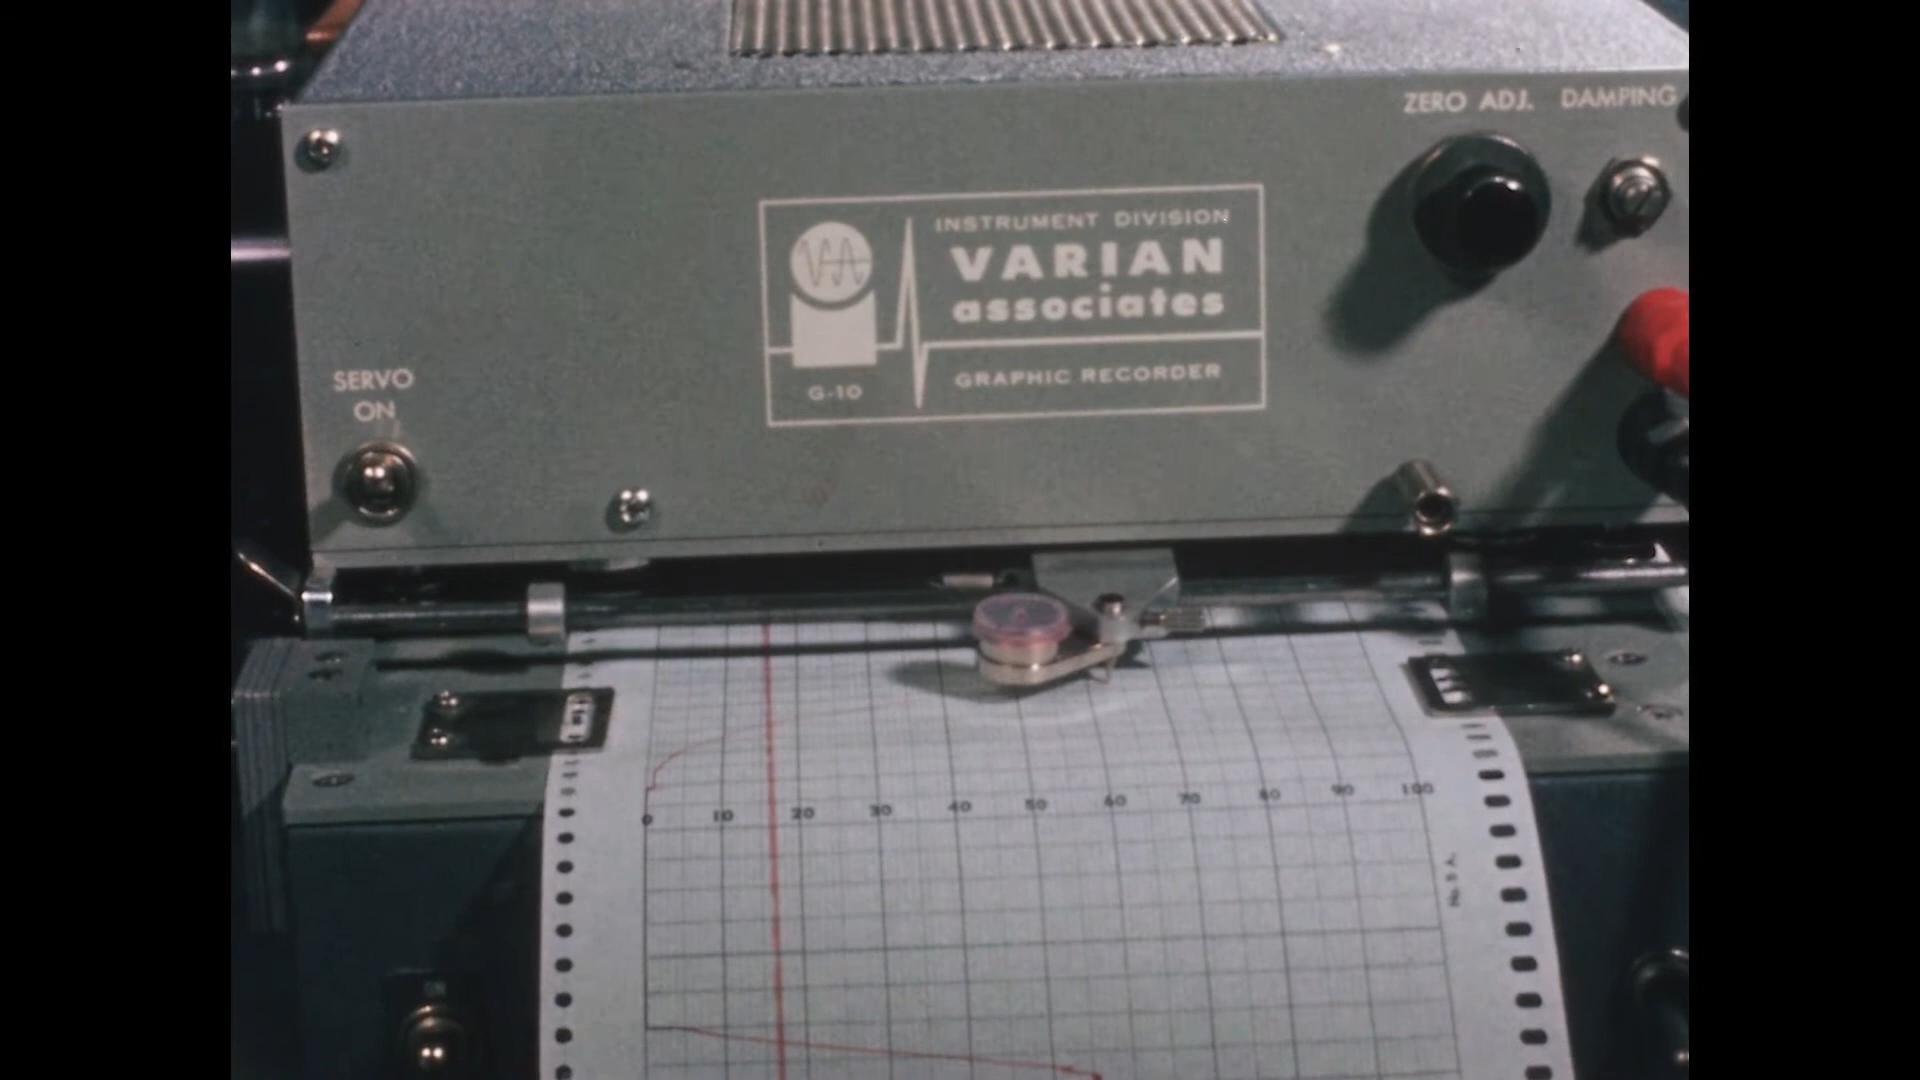 ZERO ADJ. DAMPING
INSTRUMENT DIVISION
VARIAN
associates
G-10
GRAPHIC RECORDER
SERVO
ON
0 10 20 30 40 50 60 70 80 90 100
ON